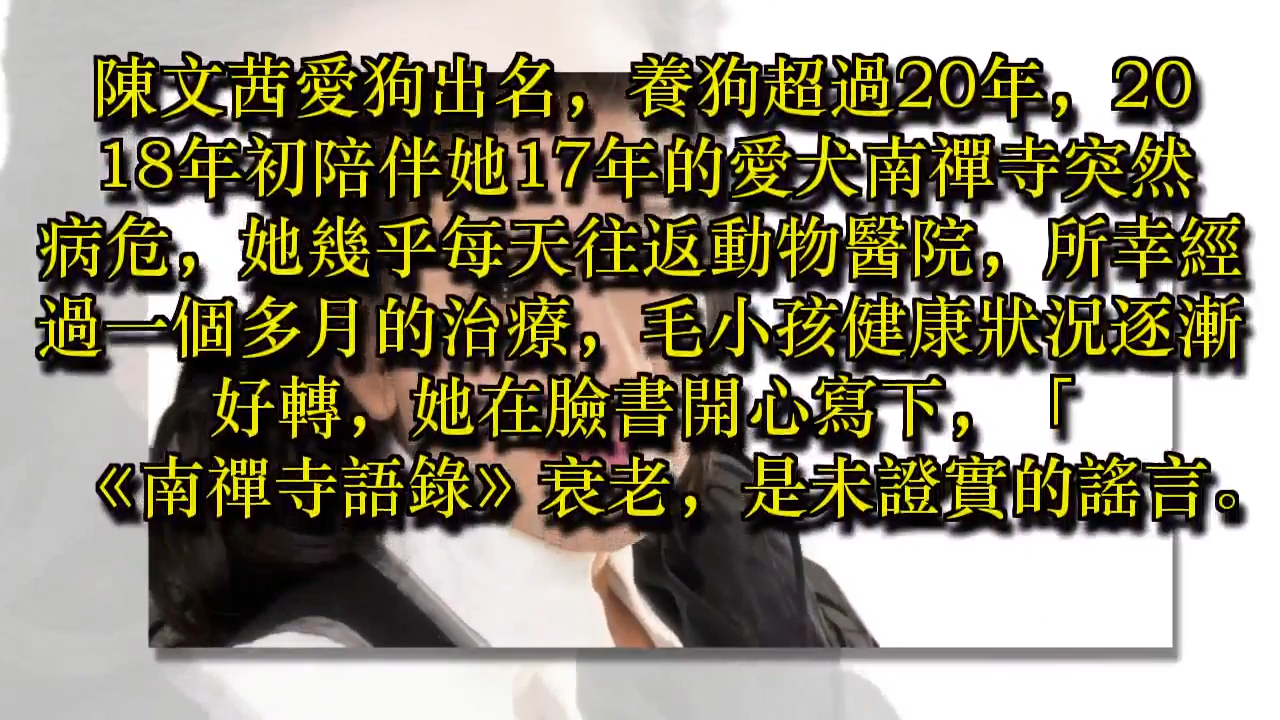 陳文茜愛狗出名，養狗超過20年，20
18年初陪伴她17年的愛犬南禪寺突然
病危，她幾乎每天往返動物醫院，所幸經
過一個多月的治療，毛小孩健康狀況逐漸
好轉，她在臉書開心寫下，「
《南禪寺語錄》衰老，是未證實的謠言。